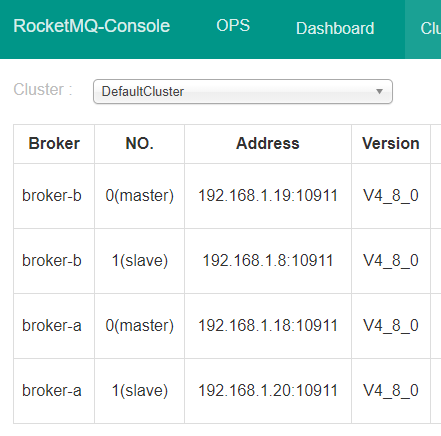 RocketMQ-Console OPS Dashboard Clu
Cluster : DefaultCluster
Broker NO. Address Version
broker-b 0(master) 192.168.1.19:10911 V4_8_0
broker-b 1(slave) 192.168.1.8:10911 V4_8_0
broker-a 0(master) 192.168.1.18:10911 V4_8_0
broker-a 1(slave) 192.168.1.20:10911 V4_8_0